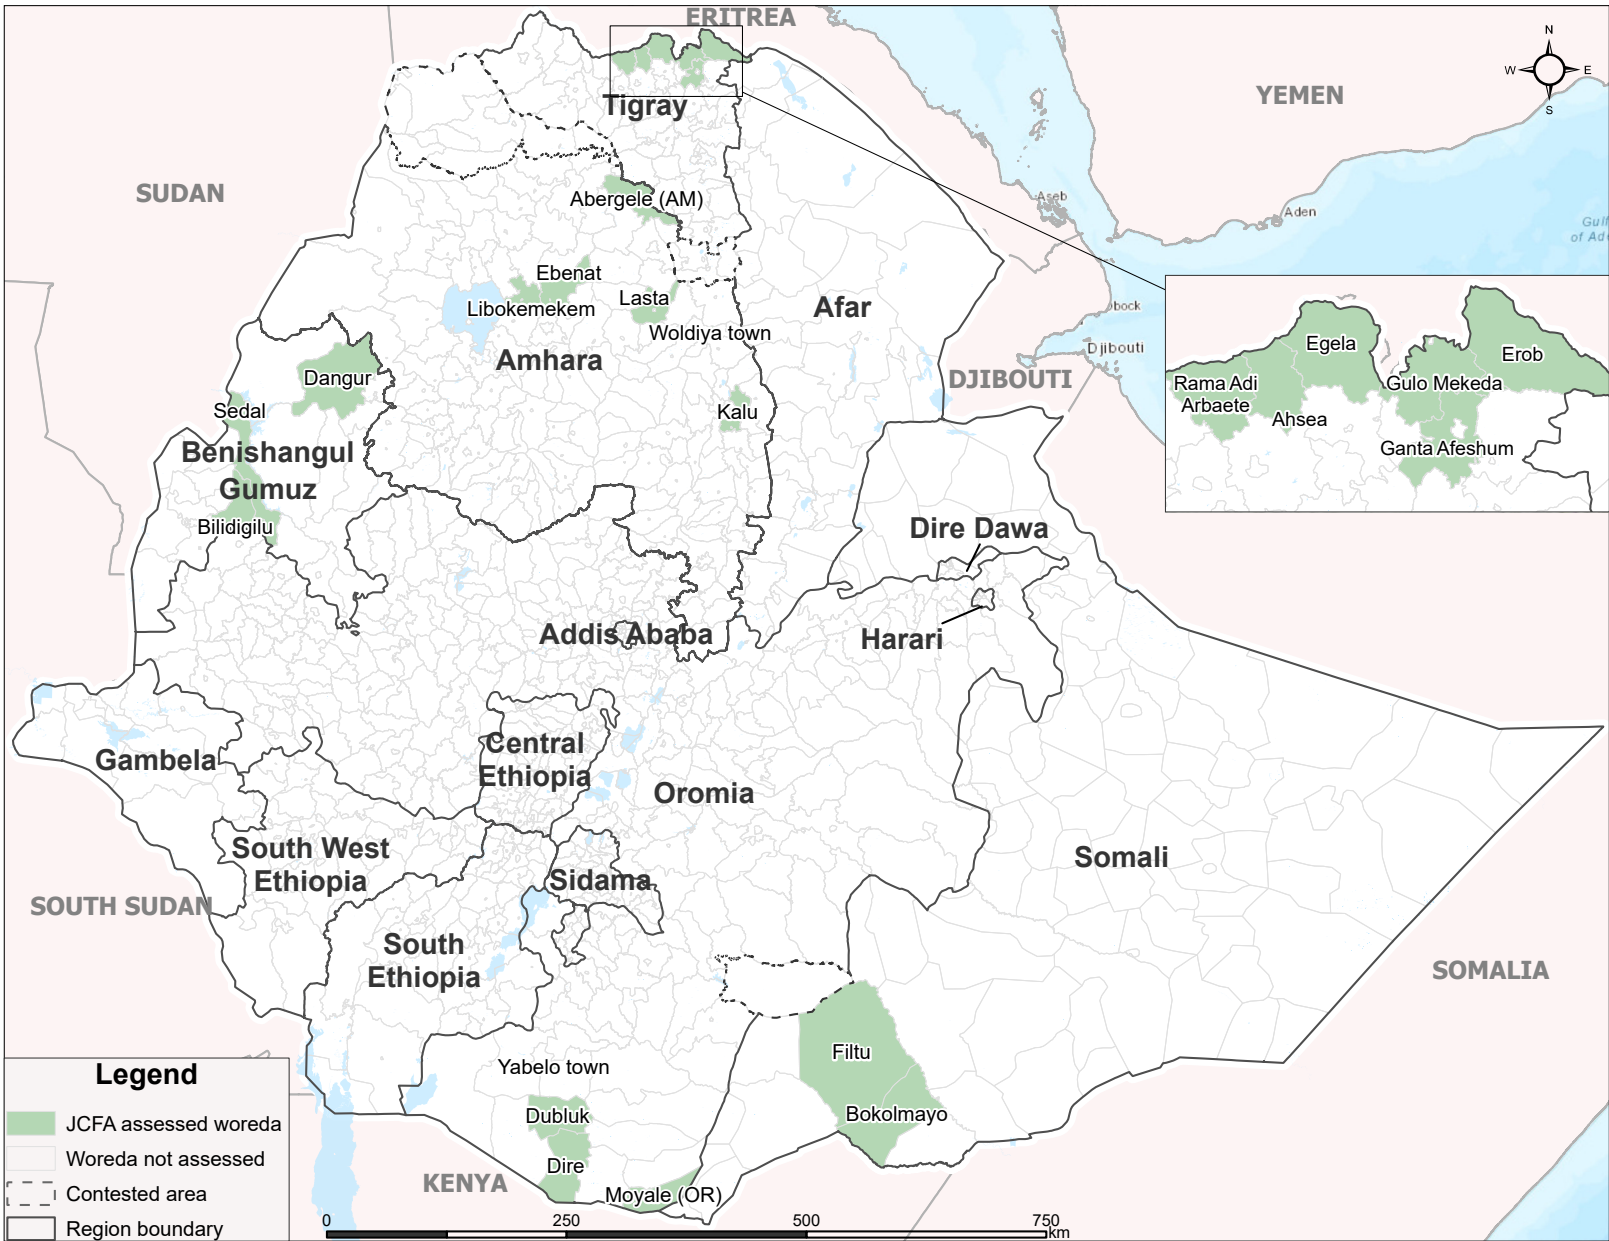 ERITREA
N
W
E
S
YEMEN
Tigray
SUDAN
Abergele (AM)
Aseb
Aden
Gulf
of Ade
Ebenat
Lasta
Libokemekem
Afar
Woldiya town
Amhara
Obock
Djibouti
DJIBOUTI
Egela
Erob
Rama Adi
Arbaete
Gulo Mekeda
Ahsea
Ganta Afeshum
Dangur
Sedal
Kalu
Benishangul
Gumuz
Bilidigilu
Dire Dawa
Addis Ababa
Harari
Gambela
Central
Ethiopia
Oromia
South West
Ethiopia
Sidama
Somali
SOUTH SUDAN
South
Ethiopia
SOMALIA
Filtu
Yabelo town
Bokolmayo
Dubluk
Dire
Moyale (OR)
KENYA
Legend
JCFA assessed woreda
Woreda not assessed
Contested area
Region boundary
0
250
500
750
km